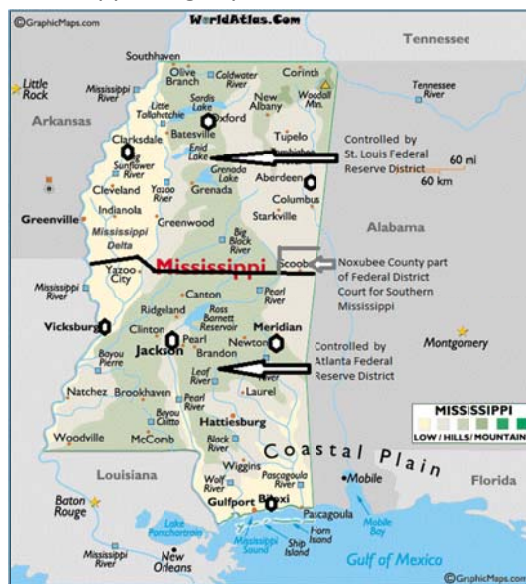 ©GraphicMaps.com
WorldAtlas.Com
Tennessee
Southhaven
Little
Rock
Mississippi
River
Olive
Branch
Coldwater
River
Corinth
Woodall
Mtn.
Sardis
Lake
New
Albany
Tennessee
River
Arkansas
Little
Tallahatchie
Oxford
Clarksdale
Batesville
Tupelo
Controlled by
St. Louis Federal
Reserve District
Sunflower
River
Enid
Lake
60 mi
60 km
Cleveland
Yazoo
River
Grenada
Lake
Grenada
Aberdeen
Columbus
Indianola
Starkville
Greenville
Greenwood
Alabama
Mississippi
Delta
Big
Black
River
Mississippi
Scoob
Noxubee County part
of Federal District
Court for Southern
Mississippi
Yazoo
City
Mississippi
River
Canton
Pearl
River
Ridgeland
Ross
Barnett
Reservoir
Vicksburg
Clinton
Meridian
Jackson
Pearl
Newton
Montgomery
Bayou
Pierre
Brandon
Controlled by
Atlanta Federal
Reserve District
Leaf
River
River
Natchez
Brookhaven
Laurel
Pearl
River
Bayou
Hattiesburg
MISSISSIPPI
LOW / HILLS / MOUNTAIN
Woodville
McComb
Black
River
Coastal Plain
Louisiana
Wiggins
Pascagoula
River
Wolf
River
Mobile
Florida
Baton
Rouge
Gulfport
Biloxi
Pascagoula
Lake
Ponchartrain
Mobile
Bay
Mississippi
Sound
Horn
Island
Ship
Island
Mississippi
River
New
Orleans
Gulf of Mexico
©GraphicMaps.com